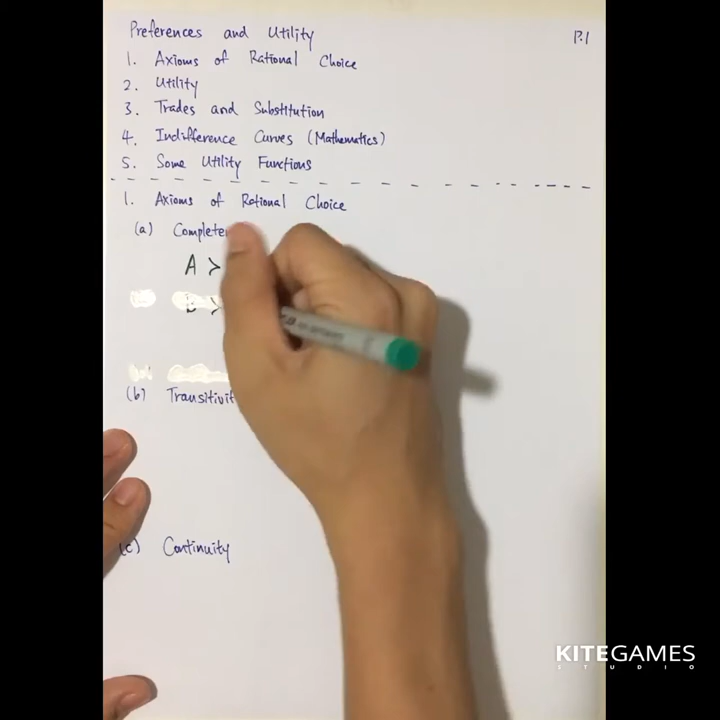 Preferences and Utility P.1
1. Axioms of Rational Choice
2. Utility
3. Trades and Substitution
4. Indifference Curves (Mathematics)
5. Some Utility Functions
1. Axioms of Rational Choice
(a) Complete
A >
B >
(b) Transitivit
(c) Continuity
KITEGAMES
STUDIO